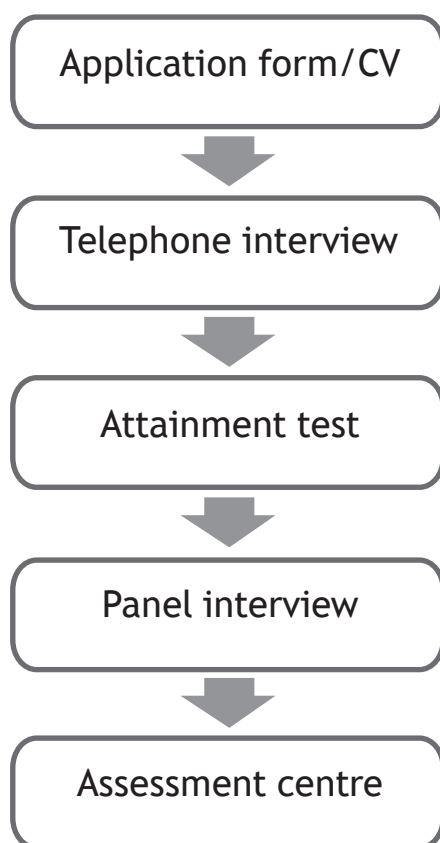 Application form/CV
Telephone interview
Attainment test
Panel interview
Assessment centre